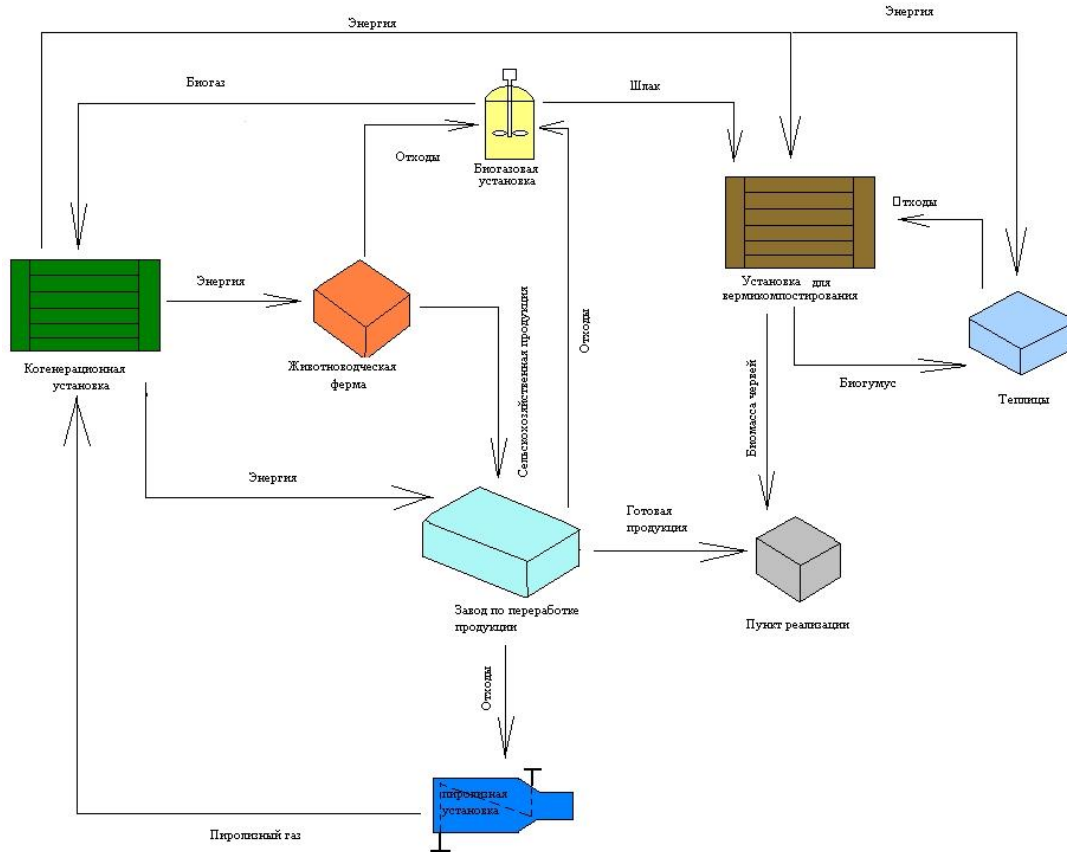 Энергия
Энергия
Биогаз
Шлак
Отходы
Биогазовая
установка
Отходы
Энергия
Установка для
вермикомпостирования
Когенерационная
установка
Животноводческая
ферма
Сельскохозяйственная продукция
Отходы
Биомасса червей
Биогумус
Теплицы
Энергия
Готовая
продукция
Завод по переработке
продукции
Пункт реализации
Отходы
пиролизная
установка
Пиролизный газ